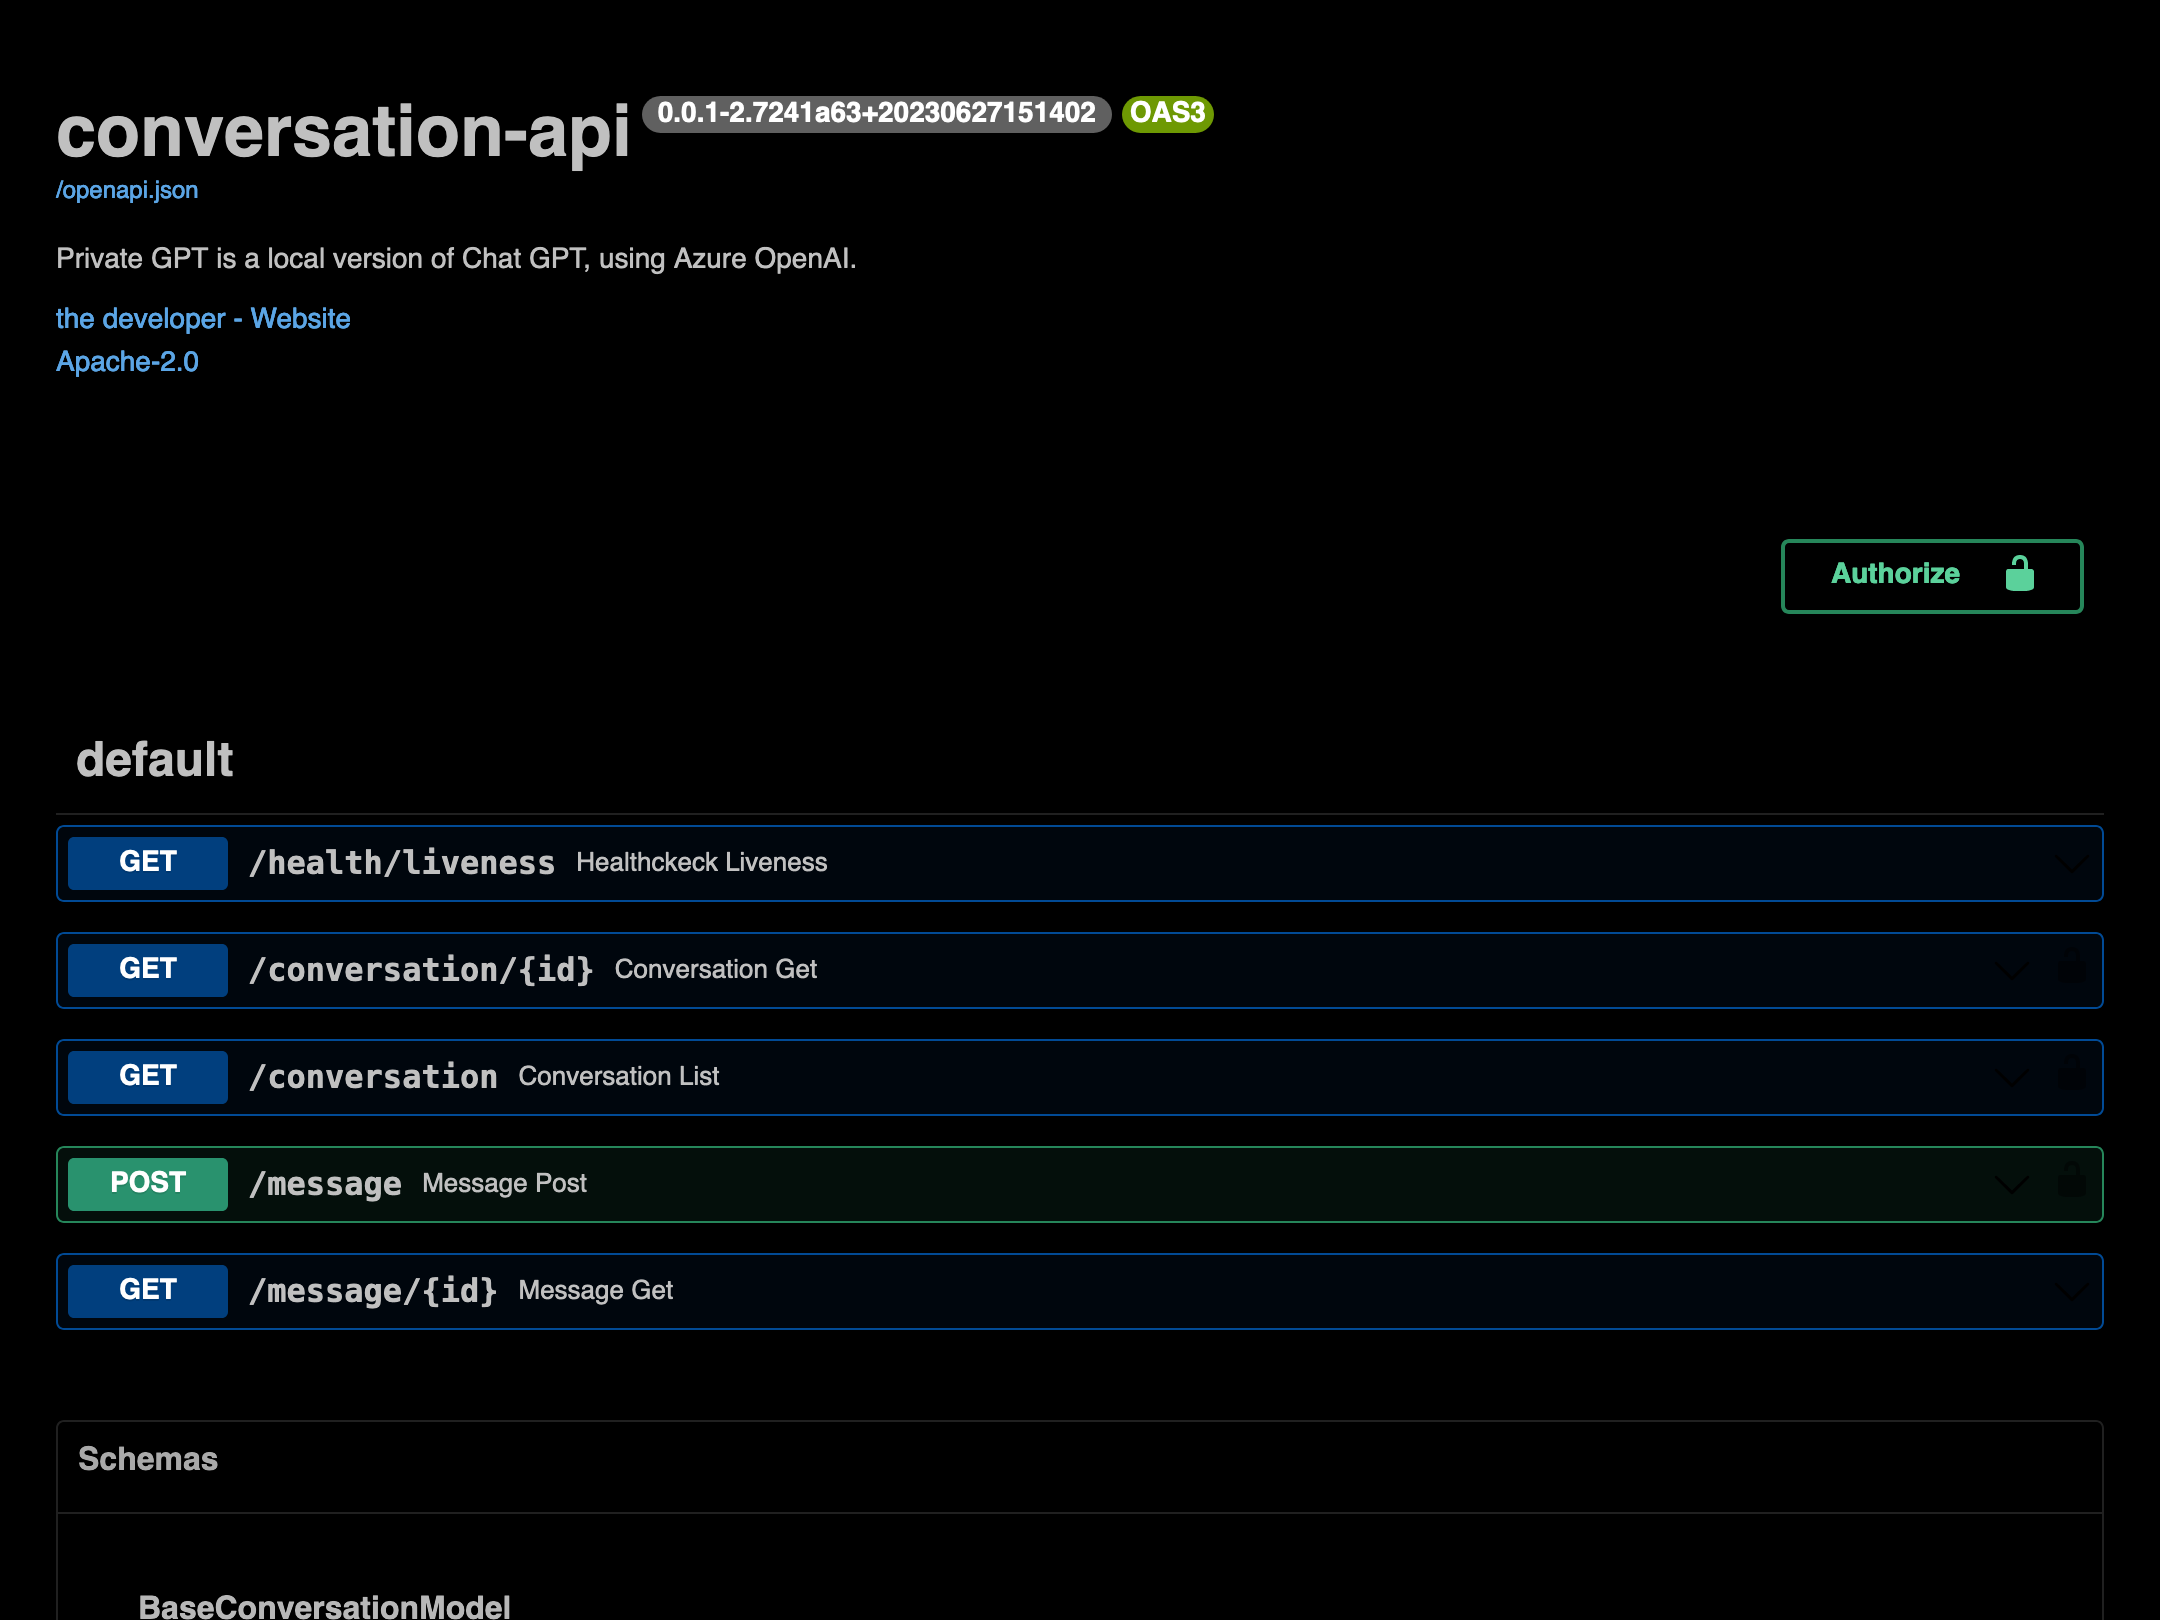 conversation-api 0.0.1-2.7241a63+20230627151402 OAS3
/openapi.json
Private GPT is a local version of Chat GPT, using Azure OpenAI.
the developer - Website
Apache-2.0
Authorize
default
GET /health/liveness Healthckeck Liveness
GET /conversation/{id} Conversation Get
GET /conversation Conversation List
POST /message Message Post
GET /message/{id} Message Get
Schemas
BaseConversationModel